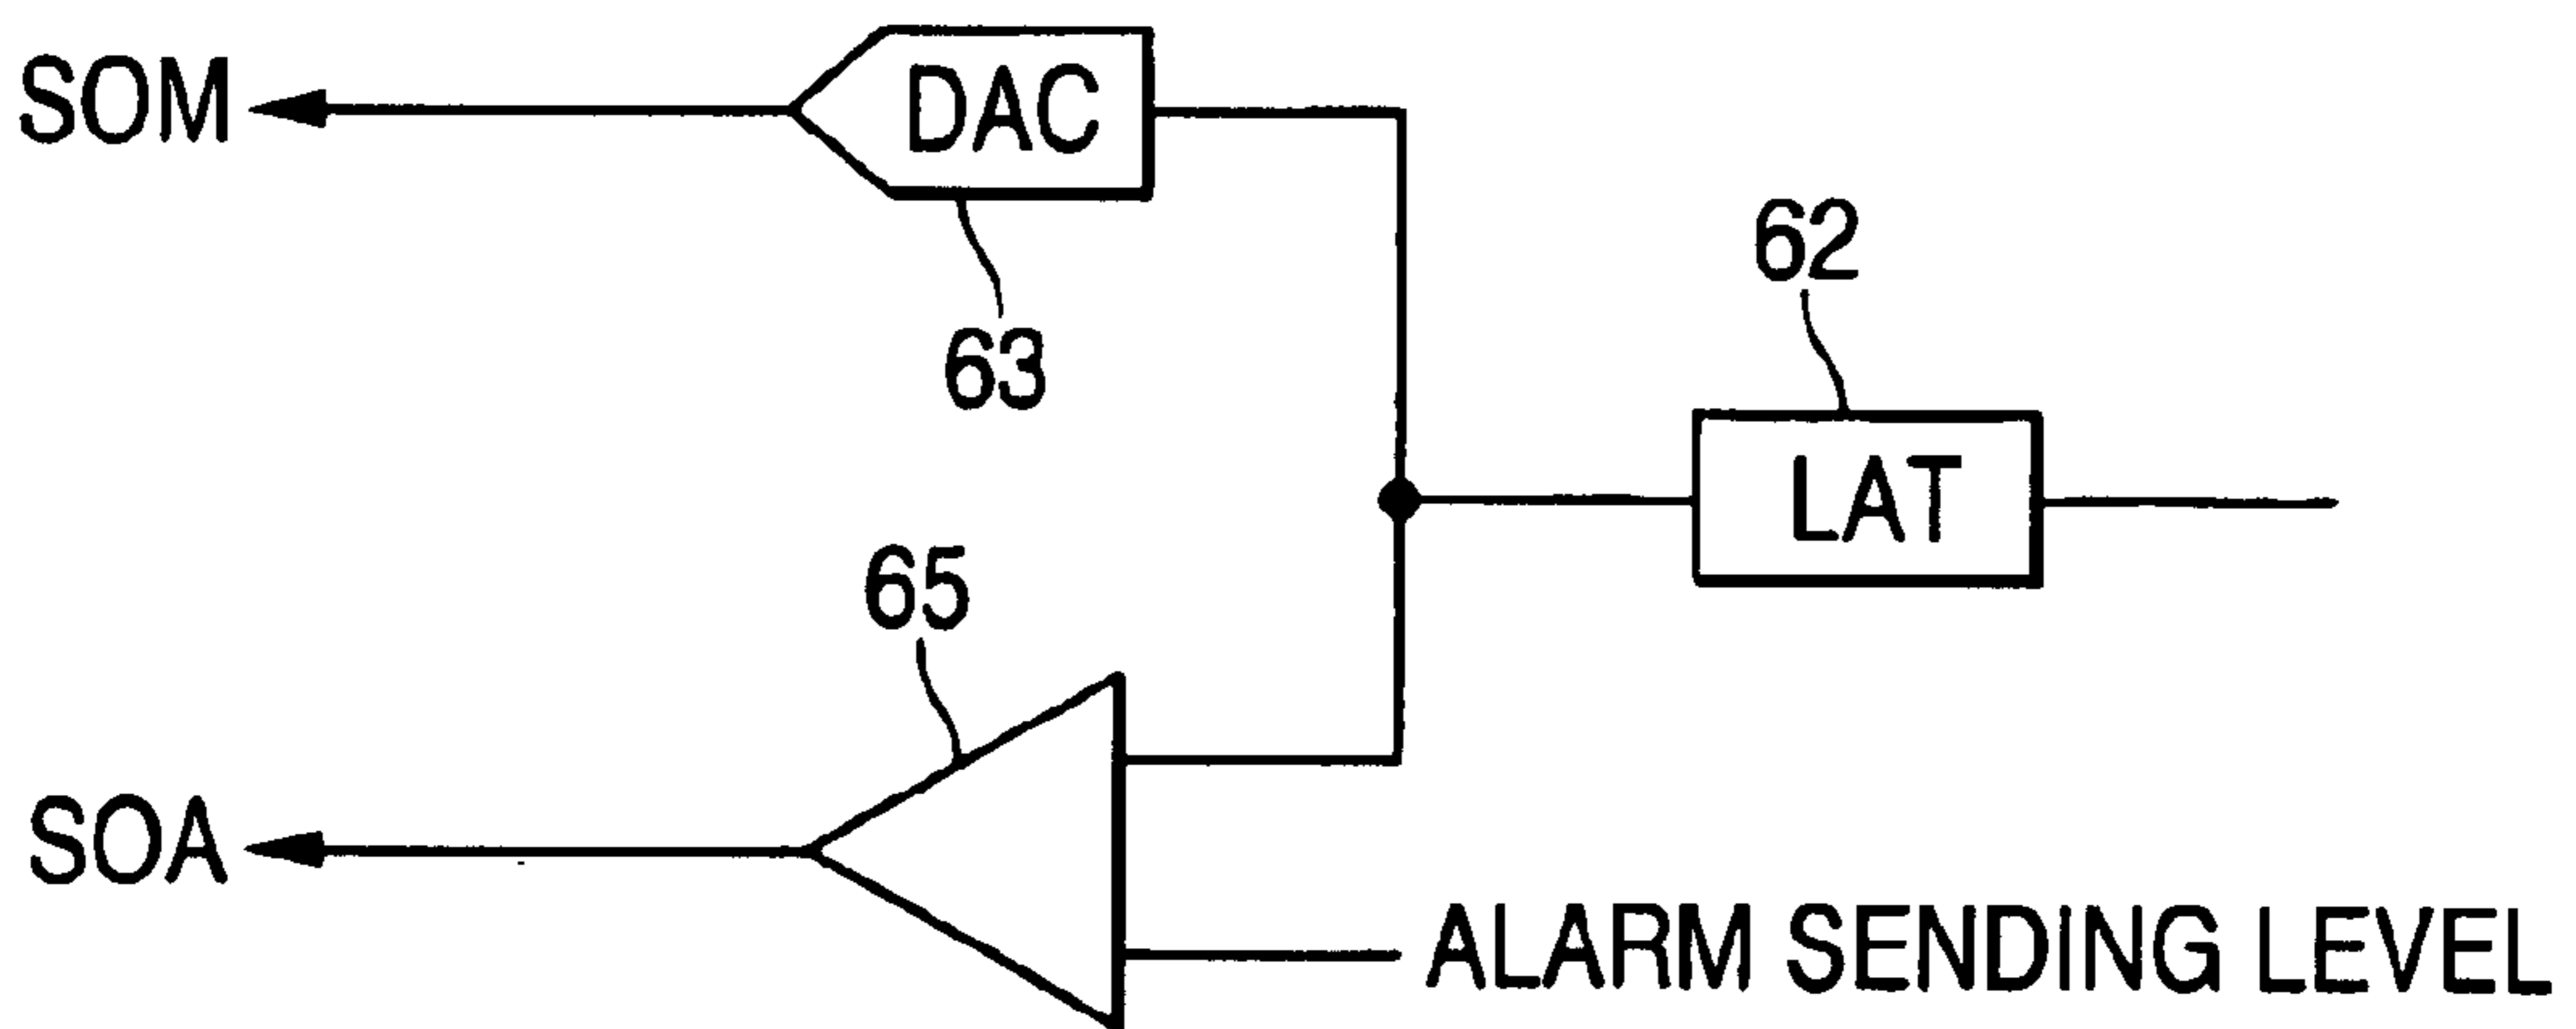 SOM
DAC
63
62
LAT
65
SOA
ALARM SENDING LEVEL